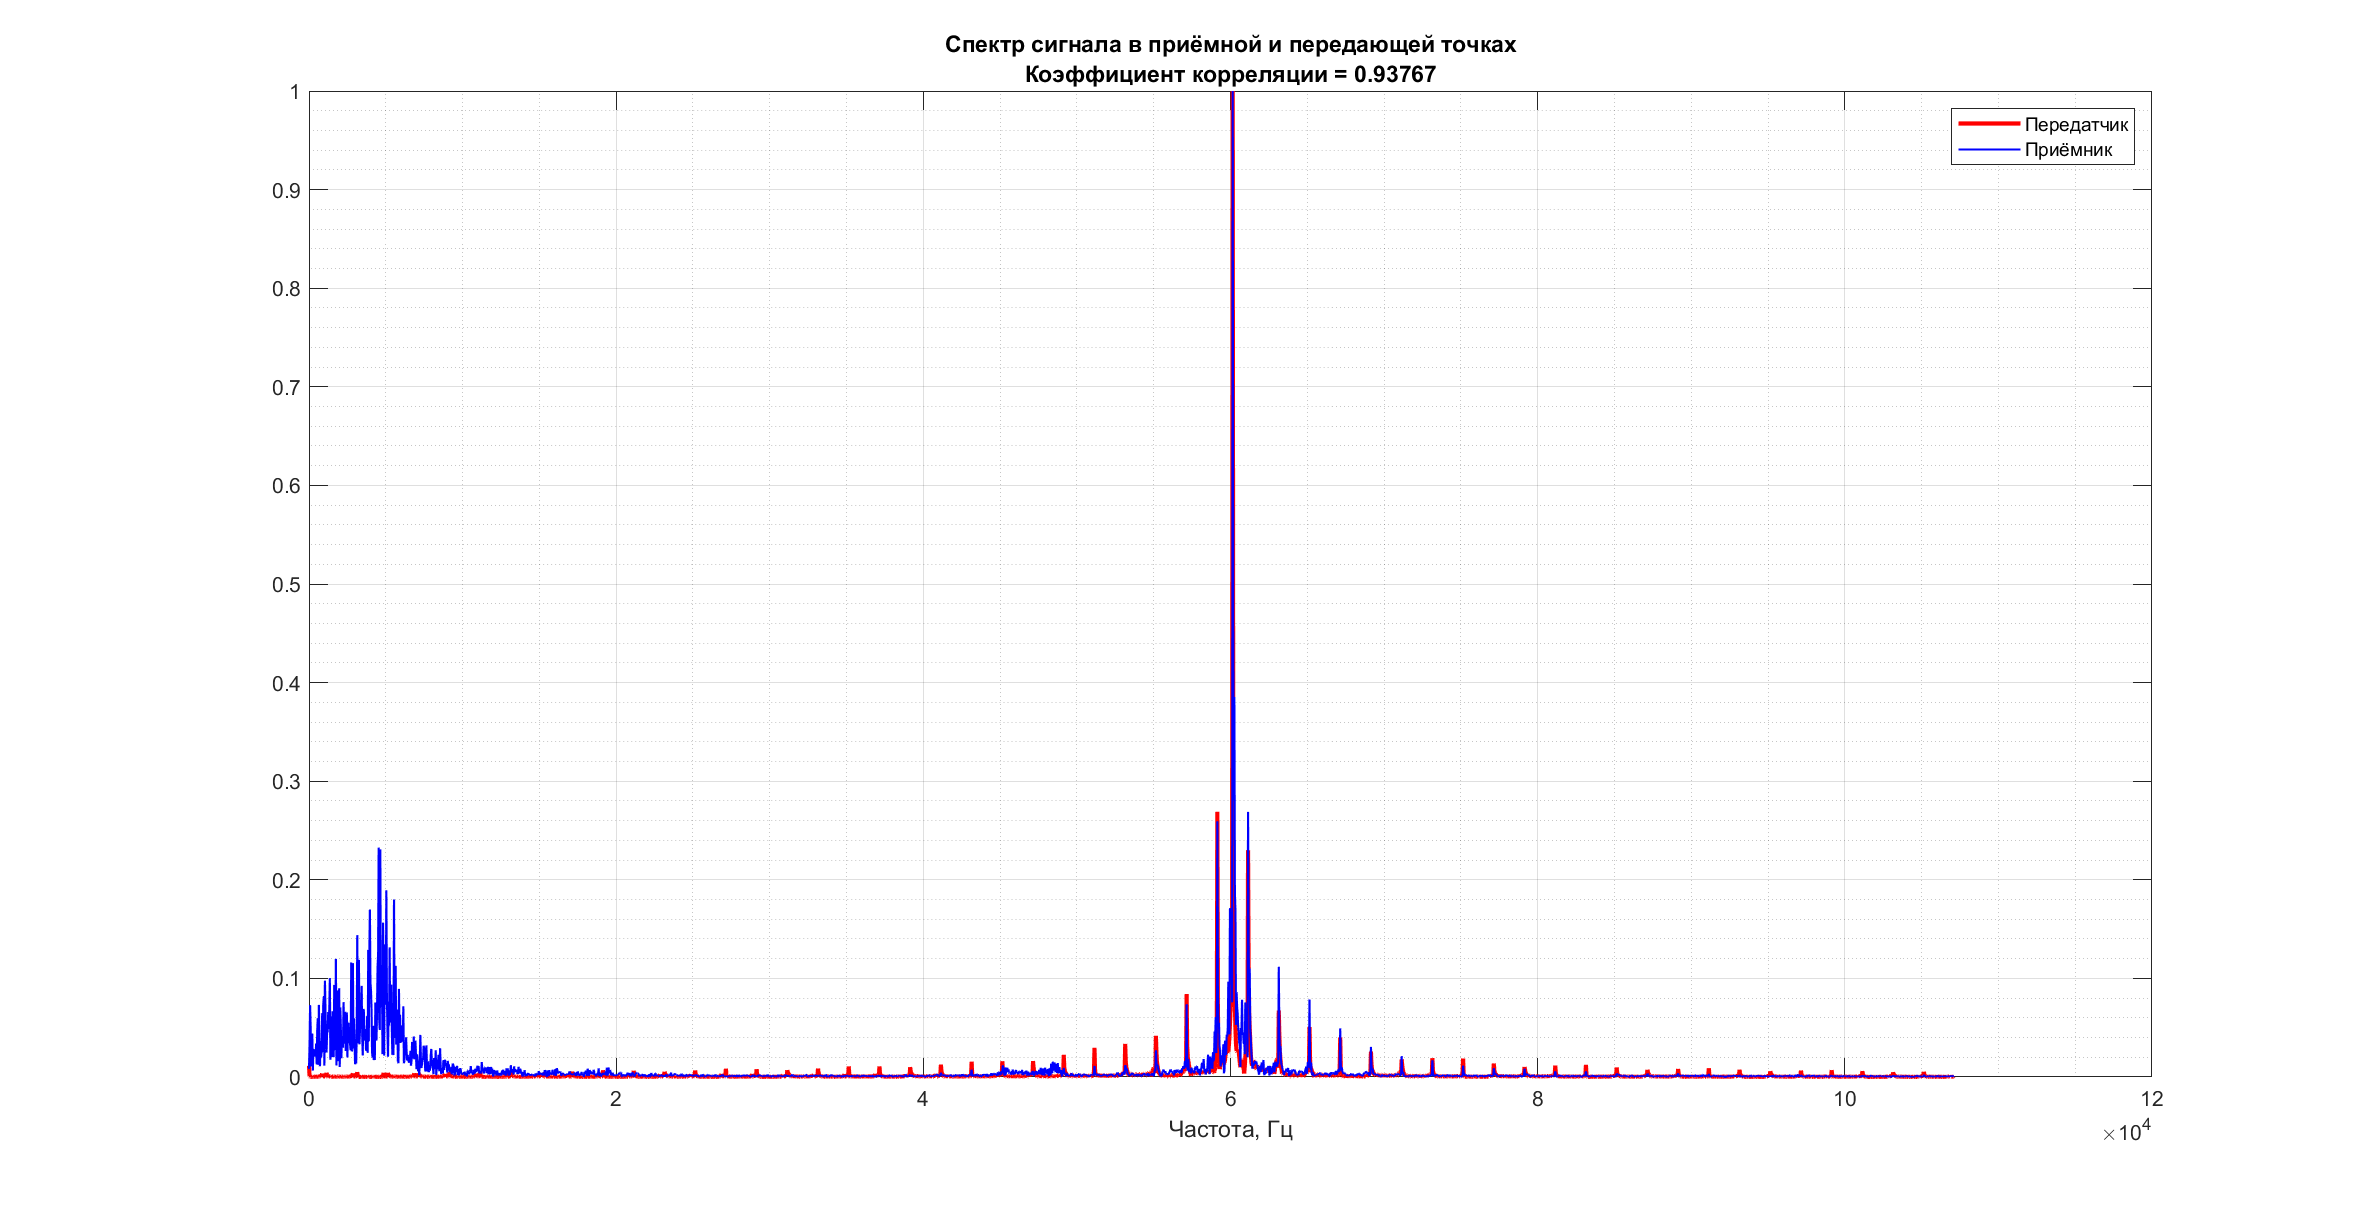 Спектр сигнала в приёмной и передающей точках
Коэффициент корреляции = 0.93767
1
0.9
0.8
0.7
0.6
0.5
0.4
0.3
0.2
0.1
0
Передатчик
Приёмник
0 2 4 6 8 10 12
×10⁴
Частота, Гц